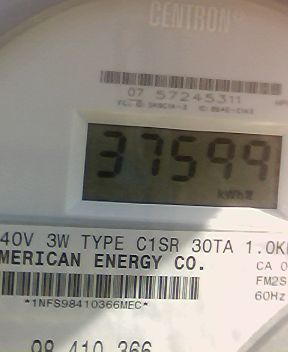 CENTRON®
07 57245311
37599
kWh
40V 3W TYPE C1SR 30TA 1.0K
MERICAN ENERGY CO.
CA 0
FM2S
60Hz
*1NFS98410366MEC*
98 410 366